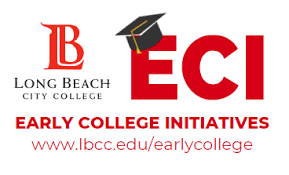 LB
LONG BEACH
CITY COLLEGE
ECI
EARLY COLLEGE INITIATIVES
www.lbcc.edu/earlycollege